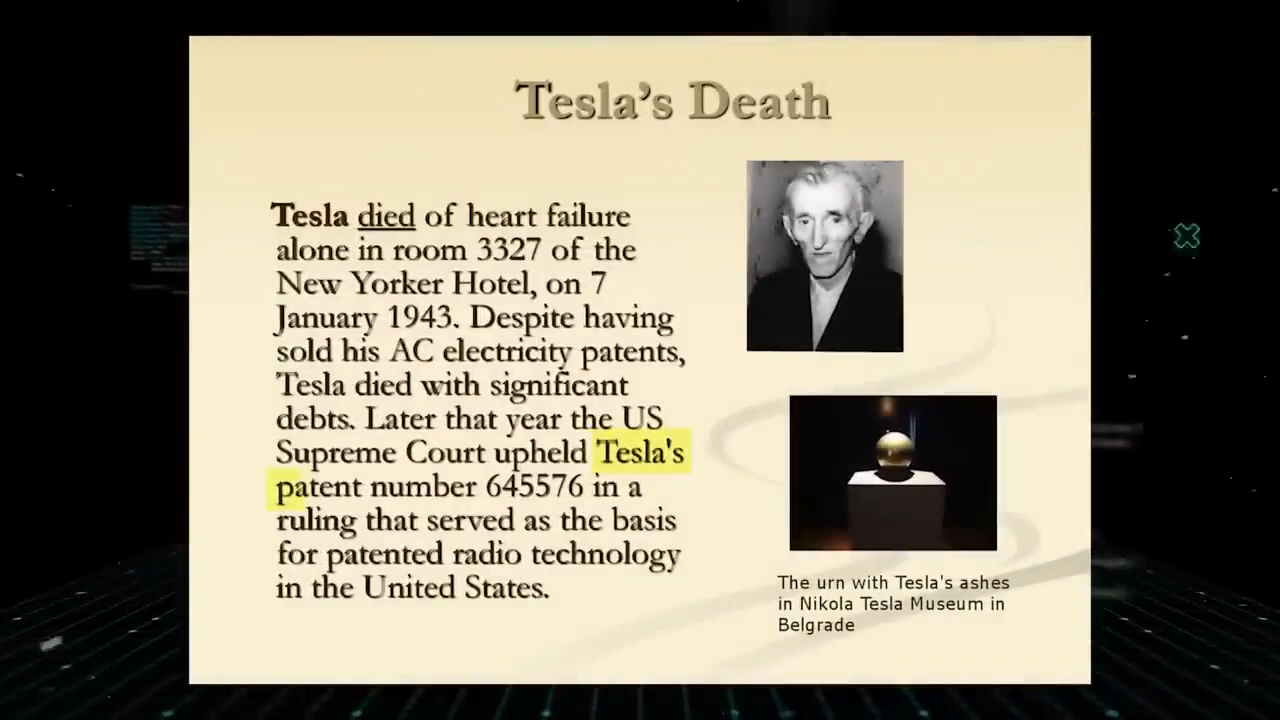 Tesla's Death
Tesla died of heart failure
alone in room 3327 of the
New Yorker Hotel, on 7
January 1943. Despite having
sold his AC electricity patents,
Tesla died with significant
debts. Later that year the US
Supreme Court upheld Tesla's
patent number 645576 in a
ruling that served as the basis
for patented radio technology
in the United States.
The urn with Tesla's ashes
in Nikola Tesla Museum in
Belgrade